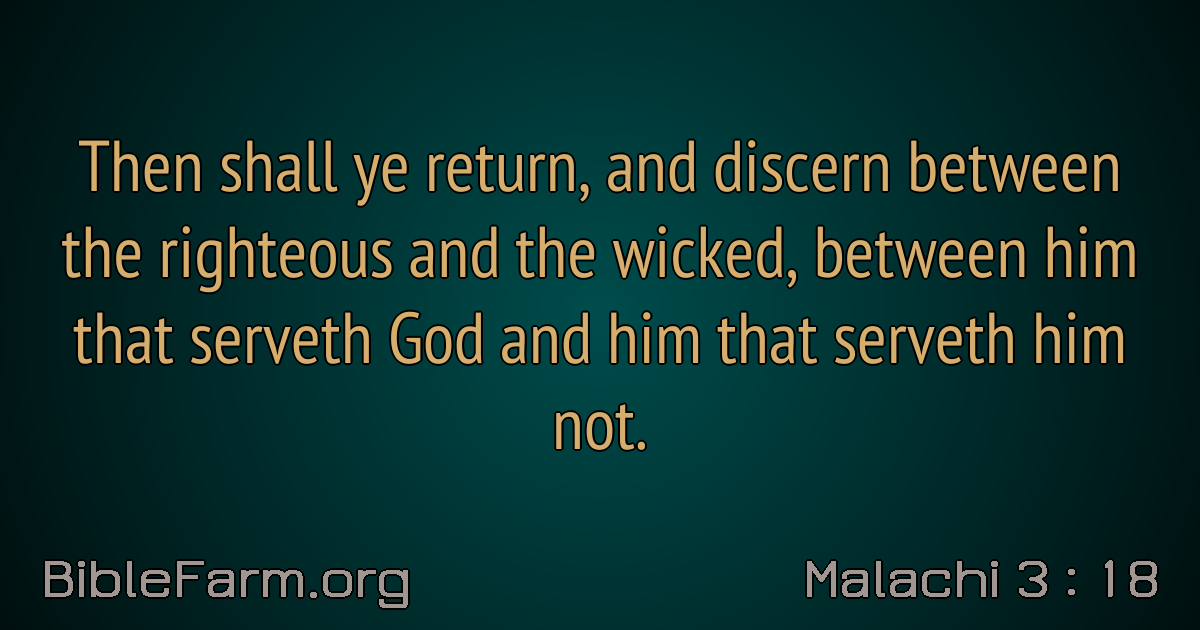 Then shall ye return, and discern between
the righteous and the wicked, between him
that serveth God and him that serveth him
not.
BibleFarm.org
Malachi 3 : 18